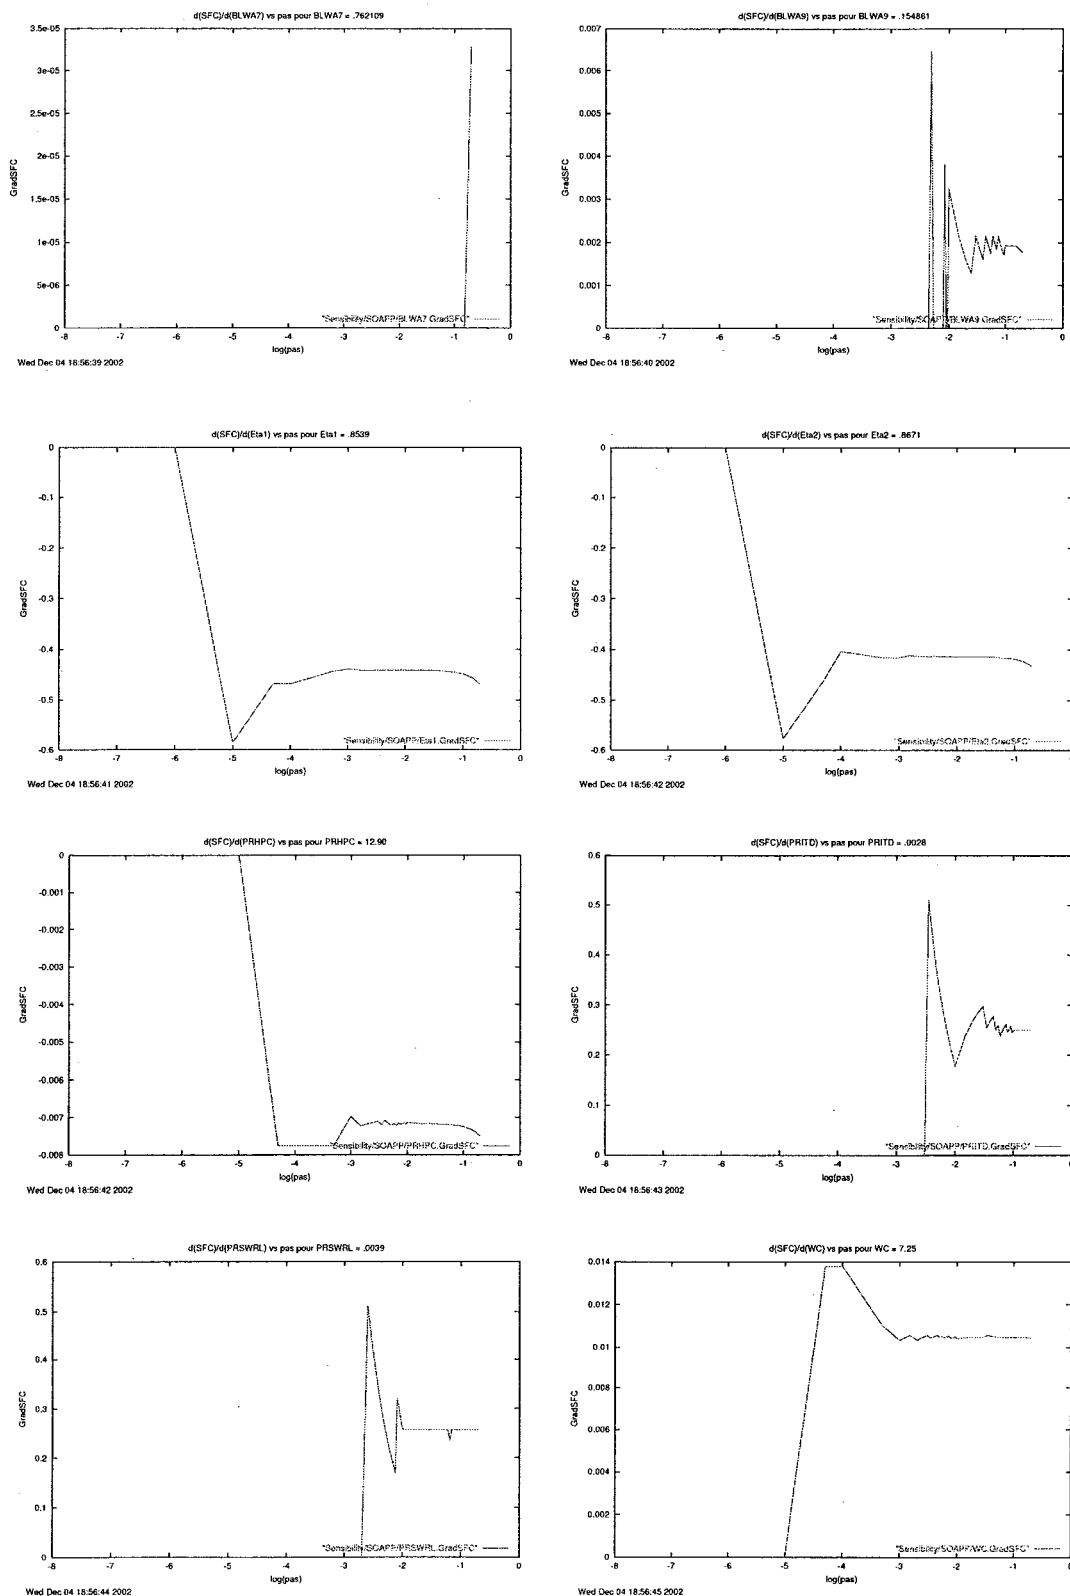 d(SFC)/d(BLWA7) vs pas pour BLWA7 = .762109
3.5e-05
3e-05
2.5e-05
2e-05
1.5e-05
1e-05
5e-06
0
GradSFC
"Sensibility/SOAPP/BLWA7.GradSFC"
-8 -7 -6 -5 -4 -3 -2 -1 0
log(pas)
Wed Dec 04 18:56:39 2002
d(SFC)/d(BLWA9) vs pas pour BLWA9 = .154861
0.007
0.006
0.005
0.004
0.003
0.002
0.001
0
GradSFC
"Sensibility/SOAPP/BLWA9.GradSFC"
-8 -7 -6 -5 -4 -3 -2 -1 0
log(pas)
Wed Dec 04 18:56:40 2002
d(SFC)/d(Eta1) vs pas pour Eta1 = .8539
0
-0.1
-0.2
-0.3
-0.4
-0.5
-0.6
GradSFC
"Sensibility/SOAPP/Eta1.GradSFC"
-8 -7 -6 -5 -4 -3 -2 -1 0
log(pas)
Wed Dec 04 18:56:41 2002
d(SFC)/d(Eta2) vs pas pour Eta2 = .8671
0
-0.1
-0.2
-0.3
-0.4
-0.5
-0.6
GradSFC
"Sensibility/SOAPP/Eta2.GradSFC"
-8 -7 -6 -5 -4 -3 -2 -1 0
log(pas)
Wed Dec 04 18:56:42 2002
d(SFC)/d(PRHPC) vs pas pour PRHPC = 12.90
0
-0.001
-0.002
-0.003
-0.004
-0.005
-0.006
-0.007
-0.008
GradSFC
"Sensibility/SOAPP/PRHPC.GradSFC"
-8 -7 -6 -5 -4 -3 -2 -1 0
log(pas)
Wed Dec 04 18:56:42 2002
d(SFC)/d(PRITD) vs pas pour PRITD = .0028
0.6
0.5
0.4
0.3
0.2
0.1
0
GradSFC
"Sensibility/SOAPP/PRITD.GradSFC"
-8 -7 -6 -5 -4 -3 -2 -1 0
log(pas)
Wed Dec 04 18:56:43 2002
d(SFC)/d(PRSWRL) vs pas pour PRSWRL = .0039
0.6
0.5
0.4
0.3
0.2
0.1
0
GradSFC
"Sensibility/SOAPP/PRSWRL.GradSFC"
-8 -7 -6 -5 -4 -3 -2 -1 0
log(pas)
Wed Dec 04 18:56:44 2002
d(SFC)/d(WC) vs pas pour WC = 7.25
0.014
0.012
0.01
0.008
0.006
0.004
0.002
0
GradSFC
"Sensibility/SOAPP/WC.GradSFC"
-8 -7 -6 -5 -4 -3 -2 -1 0
log(pas)
Wed Dec 04 18:56:45 2002